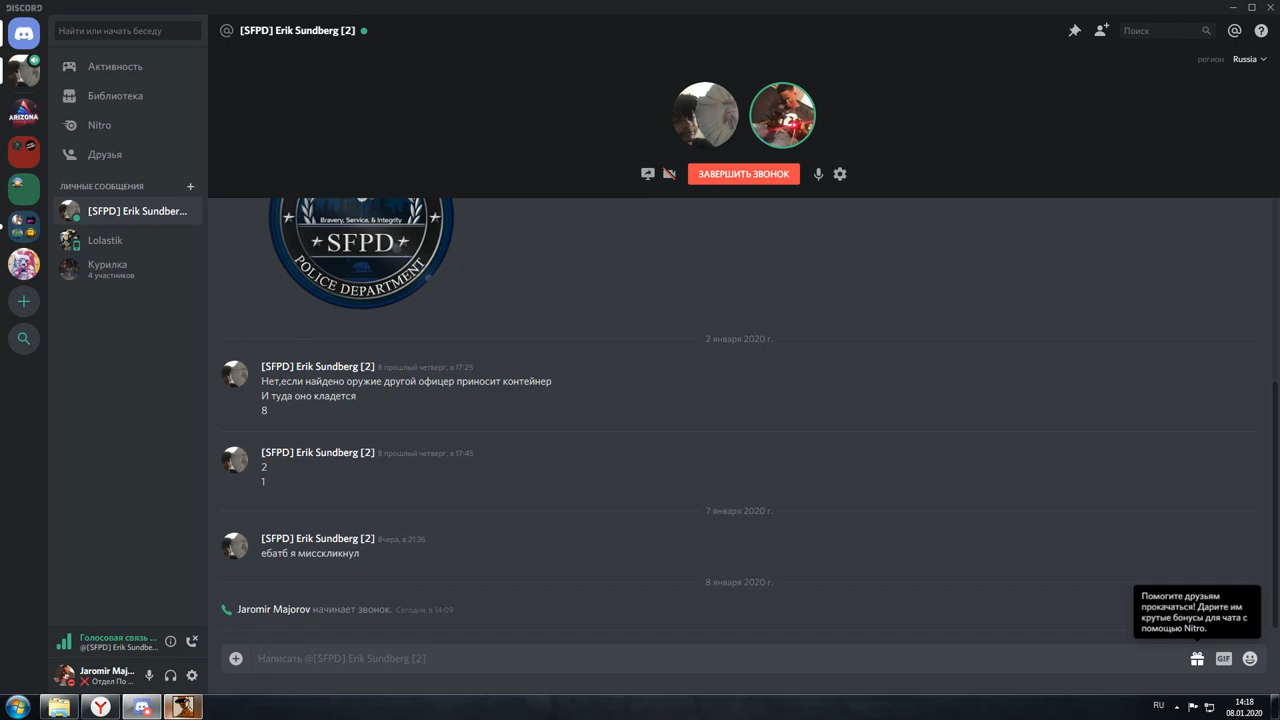 DISCORD
Найти или начать беседу
@ [SFPD] Erik Sundberg [2]
Поиск
регион Russia
Активность
Библиотека
Nitro
Друзья
ЛИЧНЫЕ СООБЩЕНИЯ +
[SFPD] Erik Sundber...
Lolastik
Курилка
4 участников
ARIZONA
ЗАВЕРШИТЬ ЗВОНОК
Bravery, Service, & Integrity
SFPD
POLICE DEPARTMENT
2 января 2020 г.
[SFPD] Erik Sundberg [2] В прошлый четверг, в 17:25
Нет,если найдено оружие другой офицер приносит контейнер
И туда оно кладется
8
[SFPD] Erik Sundberg [2] В прошлый четверг, в 17:45
2
1
7 января 2020 г.
[SFPD] Erik Sundberg [2] Вчера, в 21:36
ебатб я мисскликнул
8 января 2020 г.
Jaromir Majorov начинает звонок. Сегодня, в 14:09
Помогите друзьям
прокачаться! Дарите им
крутые бонусы для чата с
помощью Nitro.
Написать @[SFPD] Erik Sundberg [2]
GIF
Голосовая связь ...
@[SFPD] Erik Sundbe...
Jaromir Maj...
Отдел По ...
RU
14:18
08.01.2020